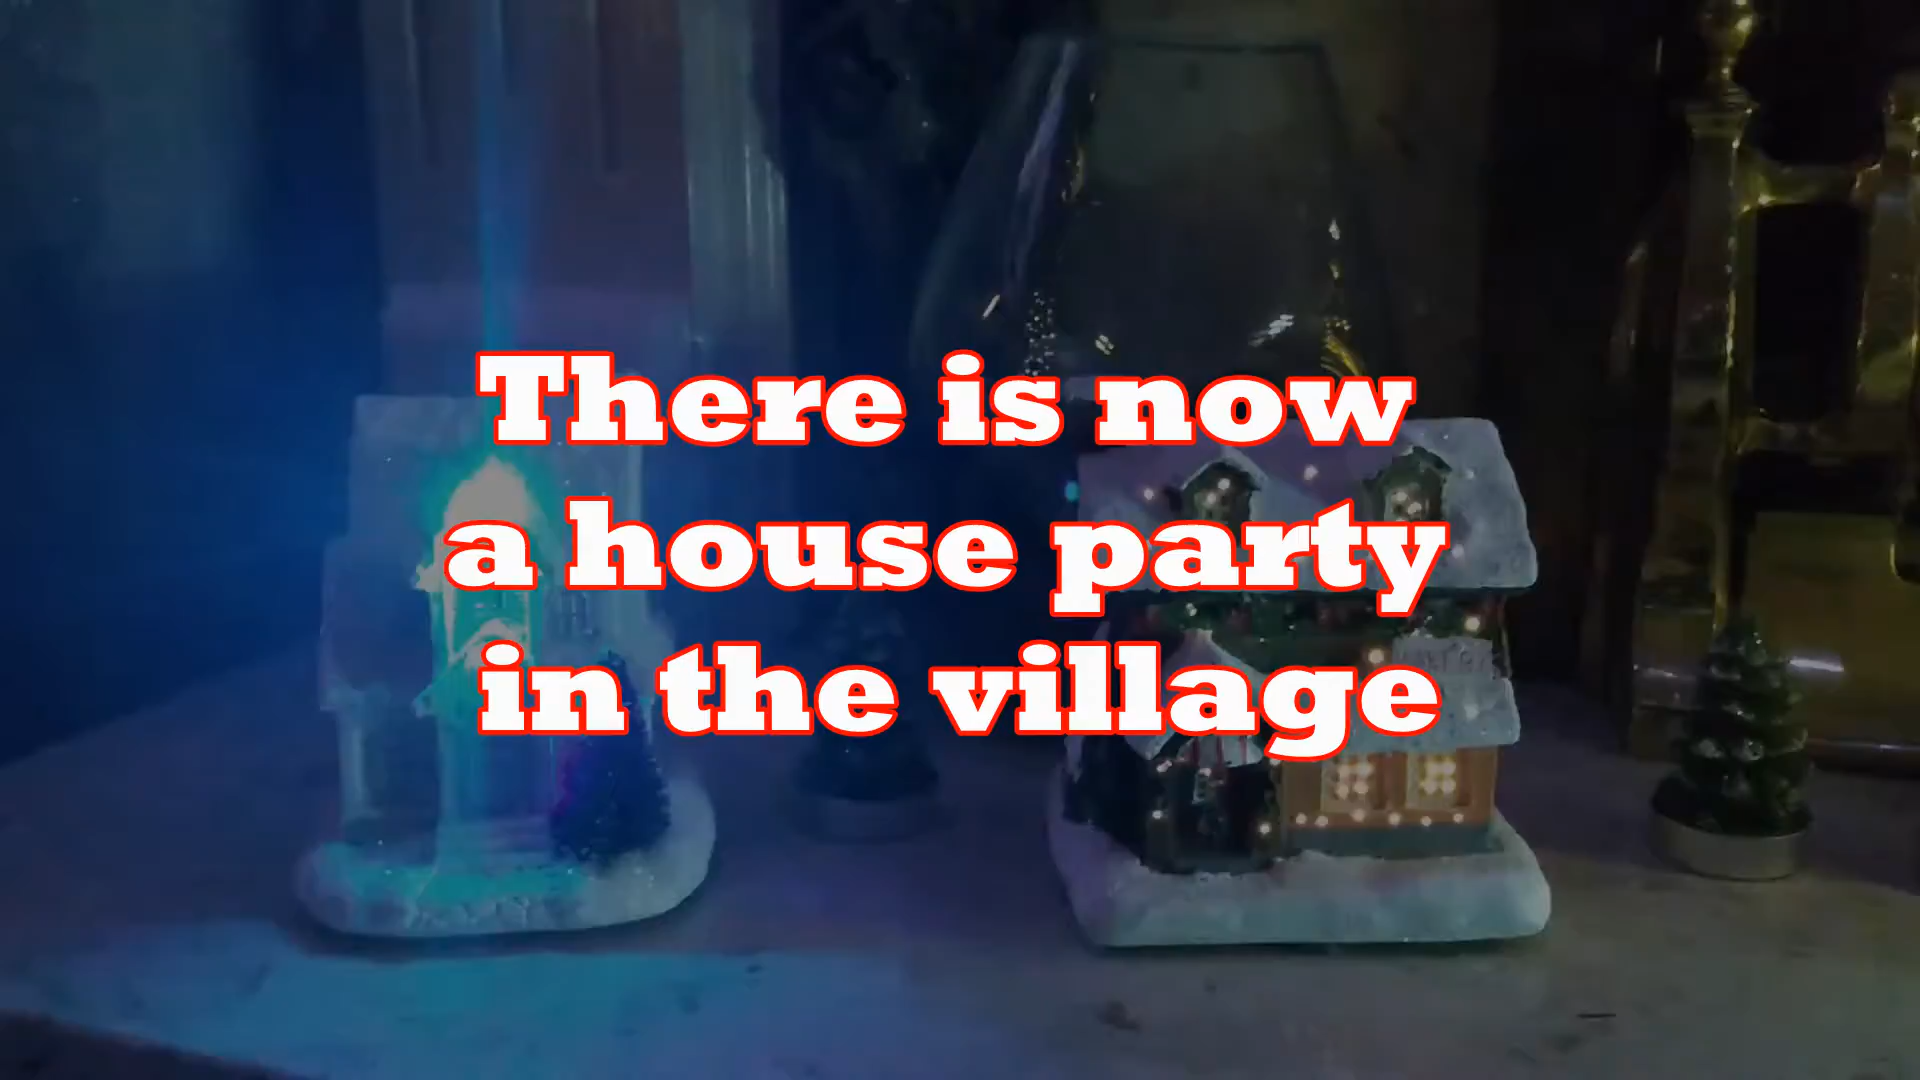 There is now
a house party
in the village